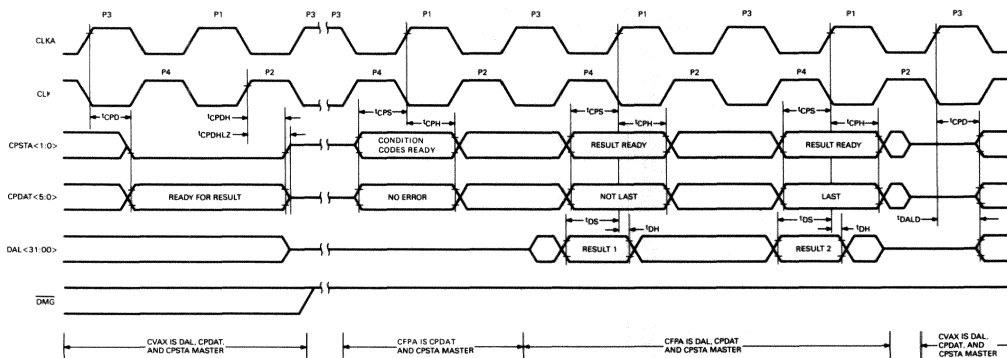 P3 P1 P3 P3 P1 P3 P1 P3 P1 P3
CLKA
P4 P2 P4 P2 P4 P2 P4 P2
tCPD tCPDH tCPS tCPS tCPS tCPD
tCPDHLZ tCPH tCPH tCPH
CPSTA<1:0>
CONDITION
CODES READY
RESULT READY RESULT READY
CPDAT<5:0> READY FOR RESULT NO ERROR NOT LAST LAST
tDS tDS tDALD
tDH tDH
DAL<31:00> RESULT 1 RESULT 2
DMG
CVAX IS DAL, CPDAT,
AND CPSTA MASTER
CFPA IS CPDAT
AND CPSTA MASTER
CFPA IS DAL, CPDAT
AND CPSTA MASTER
CVAX IS DAL,
CPDAT, AND
CPSTA MASTER